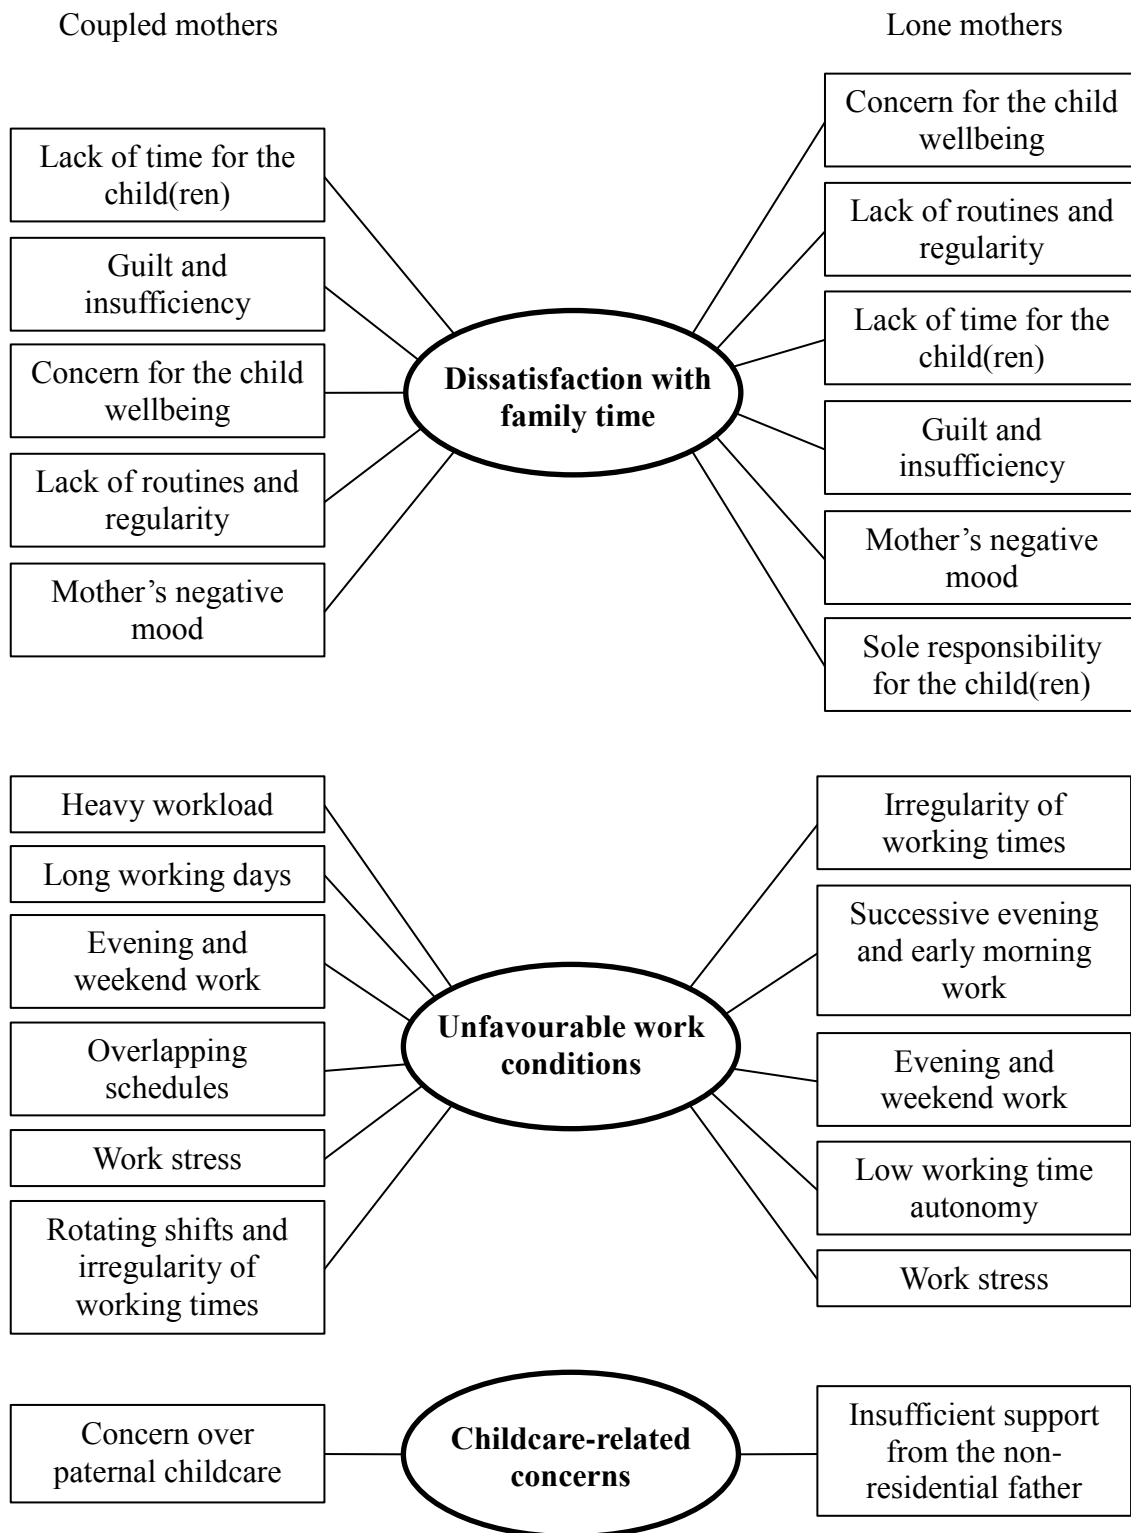 Coupled mothers
Lone mothers
Lack of time for the
child(ren)
Guilt and
insufficiency
Concern for the child
wellbeing
Lack of routines and
regularity
Mother’s negative
mood
Dissatisfaction with
family time
Concern for the child
wellbeing
Lack of routines and
regularity
Lack of time for the
child(ren)
Guilt and
insufficiency
Mother’s negative
mood
Sole responsibility
for the child(ren)
Heavy workload
Long working days
Evening and
weekend work
Overlapping
schedules
Work stress
Rotating shifts and
irregularity of
working times
Unfavourable work
conditions
Irregularity of
working times
Successive evening
and early morning
work
Evening and
weekend work
Low working time
autonomy
Work stress
Concern over
paternal childcare
Childcare-related
concerns
Insufficient support
from the non-
residential father